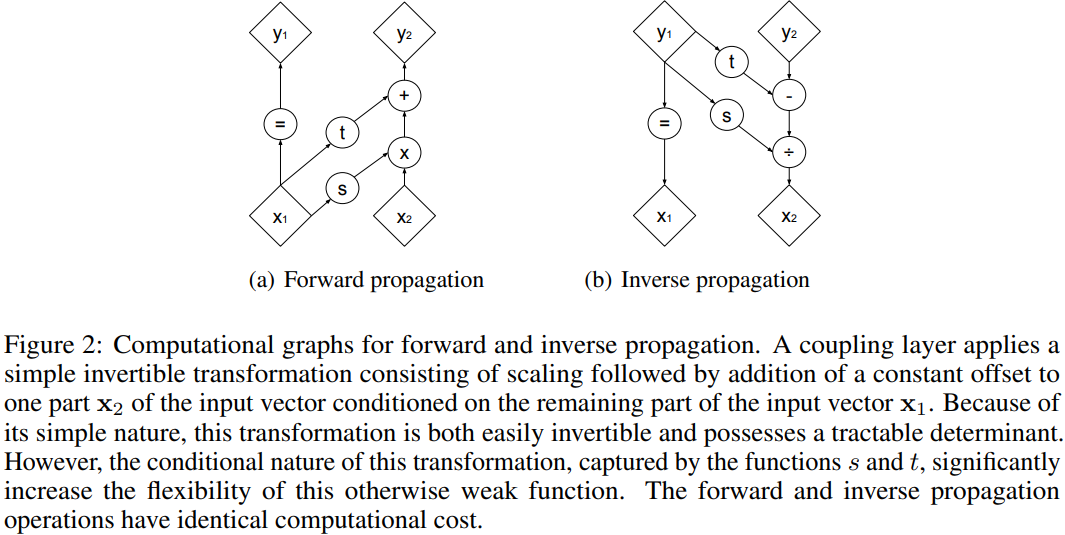 y₁ y₂ y₁ y₂
t
+ -
= t = s
x ÷
s
x₁ x₂ x₁ x₂
(a) Forward propagation (b) Inverse propagation
Figure 2: Computational graphs for forward and inverse propagation. A coupling layer applies a
simple invertible transformation consisting of scaling followed by addition of a constant offset to
one part x₂ of the input vector conditioned on the remaining part of the input vector x₁. Because of
its simple nature, this transformation is both easily invertible and possesses a tractable determinant.
However, the conditional nature of this transformation, captured by the functions s and t, significantly
increase the flexibility of this otherwise weak function. The forward and inverse propagation
operations have identical computational cost.